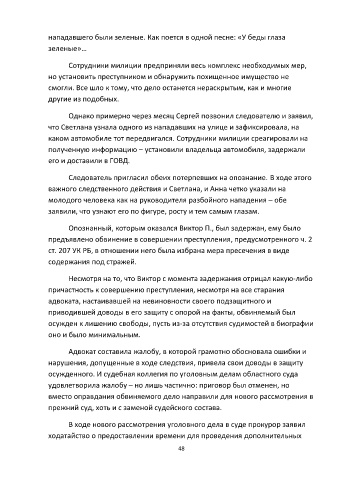 нападавшего были зеленые. Как поется в одной песне: «У беды глаза
зеленые»…
Сотрудники милиции предприняли весь комплекс необходимых мер,
но установить преступником и обнаружить похищенное имущество не
смогли. Все шло к тому, что дело останется нераскрытым, как и многие
другие из подобных.
Однако примерно через месяц Сергей позвонил следователю и заявил,
что Светлана узнала одного из нападавших на улице и зафиксировала, на
каком автомобиле тот передвигался. Сотрудники милиции среагировали на
полученную информацию – установили владельца автомобиля, задержали
его и доставили в ГОВД.
Следователь пригласил обеих потерпевших на опознание. В ходе этого
важного следственного действия и Светлана, и Анна четко указали на
молодого человека как на руководителя разбойного нападения – обе
заявили, что узнают его по фигуре, росту и тем самым глазам.
Опознанный, которым оказался Виктор П., был задержан, ему было
предъявлено обвинение в совершении преступления, предусмотренного ч. 2
ст. 207 УК РБ, в отношении него была избрана мера пресечения в виде
содержания под стражей.
Несмотря на то, что Виктор с момента задержания отрицал какую-либо
причастность к совершению преступления, несмотря на все старания
адвоката, настаивавшей на невиновности своего подзащитного и
приводившей доводы в его защиту с опорой на факты, обвиняемый был
осужден к лишению свободы, пусть из-за отсутствия судимостей в биографии
оно и было минимальным.
Адвокат составила жалобу, в которой грамотно обосновала ошибки и
нарушения, допущенные в ходе следствия, привела свои доводы в защиту
осужденного. И судебная коллегия по уголовным делам областного суда
удовлетворила жалобу – но лишь частично: приговор был отменен, но
вместо оправдания обвиняемого дело направили для нового рассмотрения в
прежний суд, хоть и с заменой судейского состава.
В ходе нового рассмотрения уголовного дела в суде прокурор заявил
ходатайство о предоставлении времени для проведения дополнительных
48